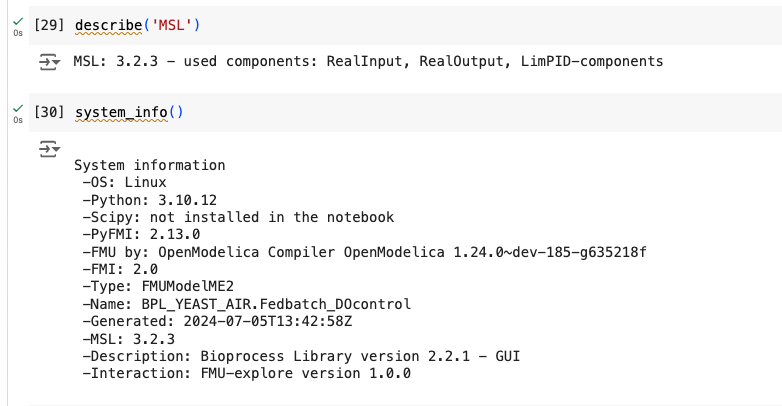 [29] describe('MSL')
0s
MSL: 3.2.3 - used components: RealInput, RealOutput, LimPID-components
[30] system_info()
0s
System information
-OS: Linux
-Python: 3.10.12
-Scipy: not installed in the notebook
-PyFMI: 2.13.0
-FMU by: OpenModelica Compiler OpenModelica 1.24.0~dev-185-g635218f
-FMI: 2.0
-Type: FMUModelME2
-Name: BPL_YEAST_AIR.Fedbatch_DOcontrol
-Generated: 2024-07-05T13:42:58Z
-MSL: 3.2.3
-Description: Bioprocess Library version 2.2.1 - GUI
-Interaction: FMU-explore version 1.0.0